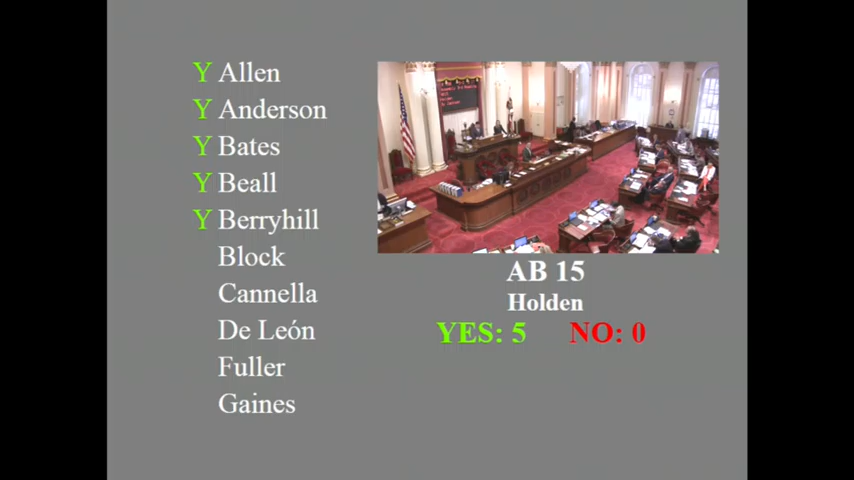 Y Allen
Y Anderson
Y Bates
Y Beall
Y Berryhill
Block
Cannella
De León
Fuller
Gaines
AB 15
Holden
YES: 5 NO: 0